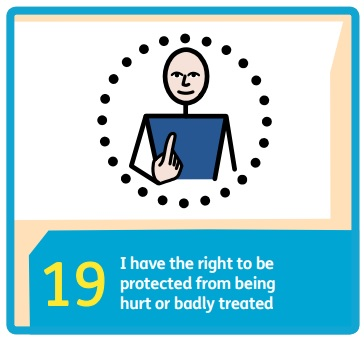 19
I have the right to be
protected from being
hurt or badly treated